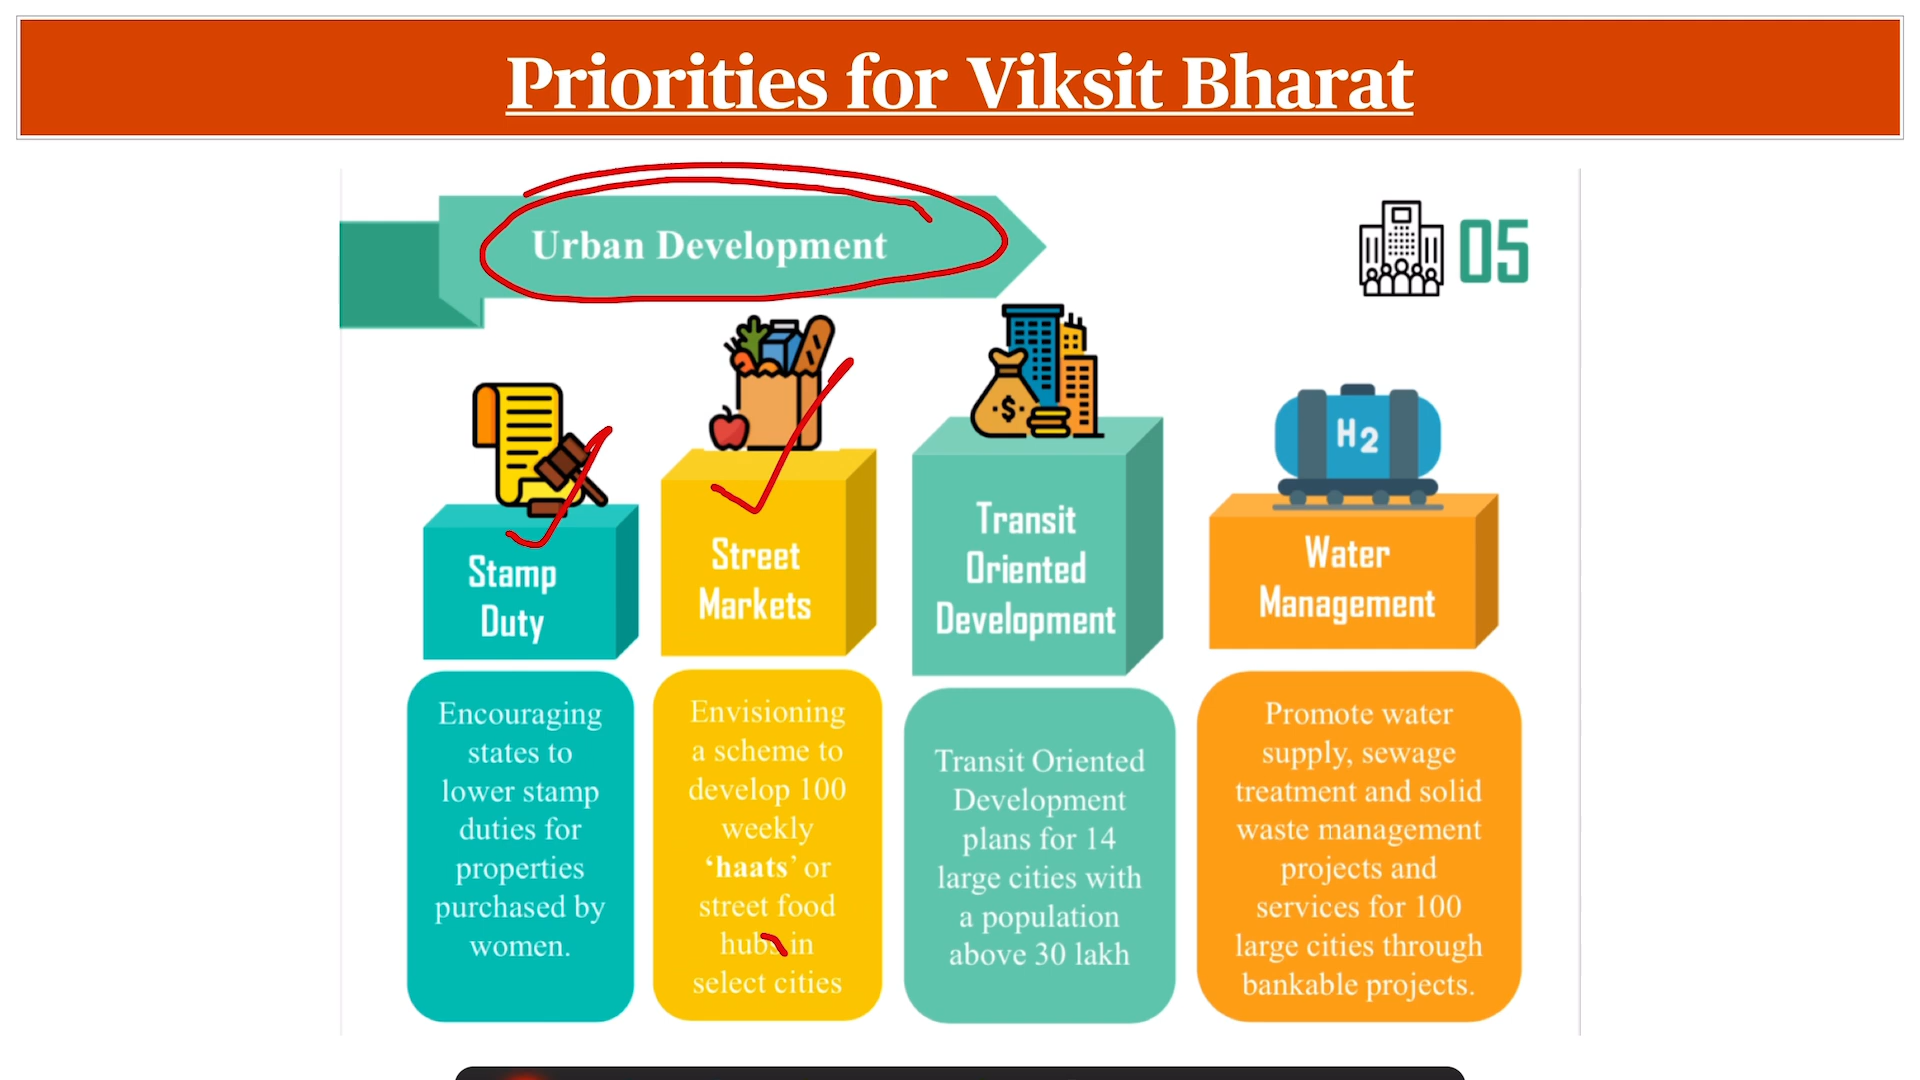 Priorities for Viksit Bharat
Urban Development
05
$
H2
Stamp
Duty
Street
Markets
Transit
Oriented
Development
Water
Management
Encouraging
states to
lower stamp
duties for
properties
purchased by
women.
Envisioning
a scheme to
develop 100
weekly
‘haats’ or
street food
hubs in
select cities
Transit Oriented
Development
plans for 14
large cities with
a population
above 30 lakh
Promote water
supply, sewage
treatment and solid
waste management
projects and
services for 100
large cities through
bankable projects.